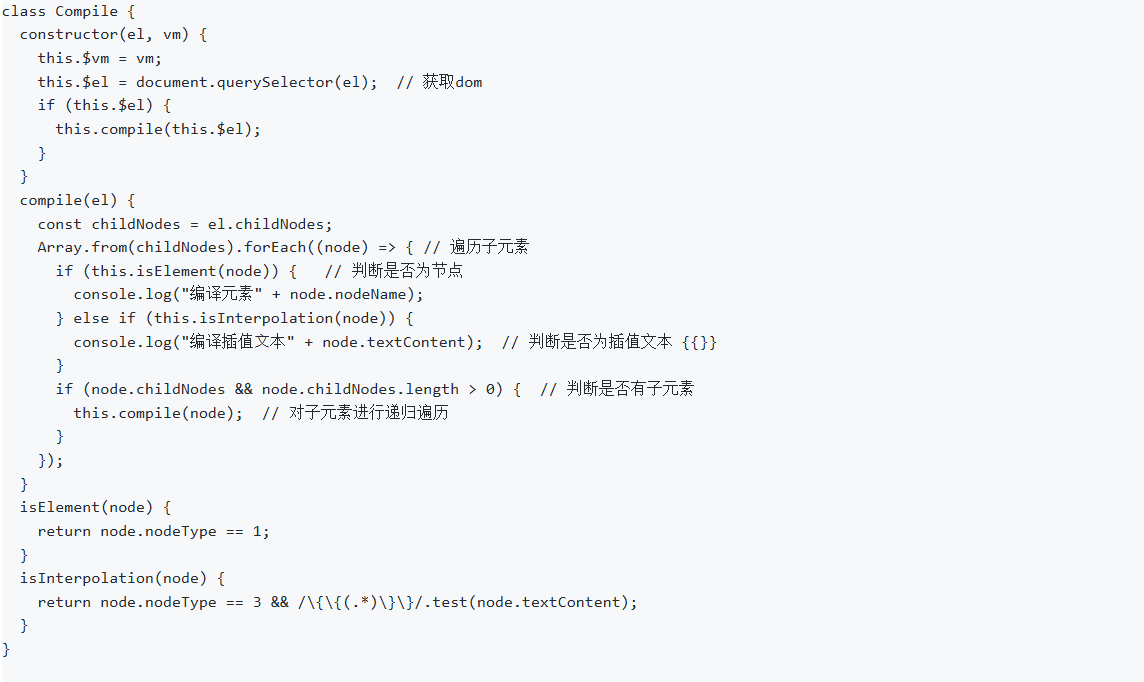 class Compile {
  constructor(el, vm) {
    this.$vm = vm;
    this.$el = document.querySelector(el);  // 获取dom
    if (this.$el) {
      this.compile(this.$el);
    }
  }
  compile(el) {
    const childNodes = el.childNodes;
    Array.from(childNodes).forEach((node) => { // 遍历子元素
      if (this.isElement(node)) {   // 判断是否为节点
        console.log("编译元素" + node.nodeName);
      } else if (this.isInterpolation(node)) {
        console.log("编译插值文本" + node.textContent);  // 判断是否为插值文本 {{}}
      }
      if (node.childNodes && node.childNodes.length > 0) {  // 判断是否有子元素
        this.compile(node);  // 对子元素进行递归遍历
      }
    });
  }
  isElement(node) {
    return node.nodeType == 1;
  }
  isInterpolation(node) {
    return node.nodeType == 3 && /\{\{(.*)\}\}/.test(node.textContent);
  }
}